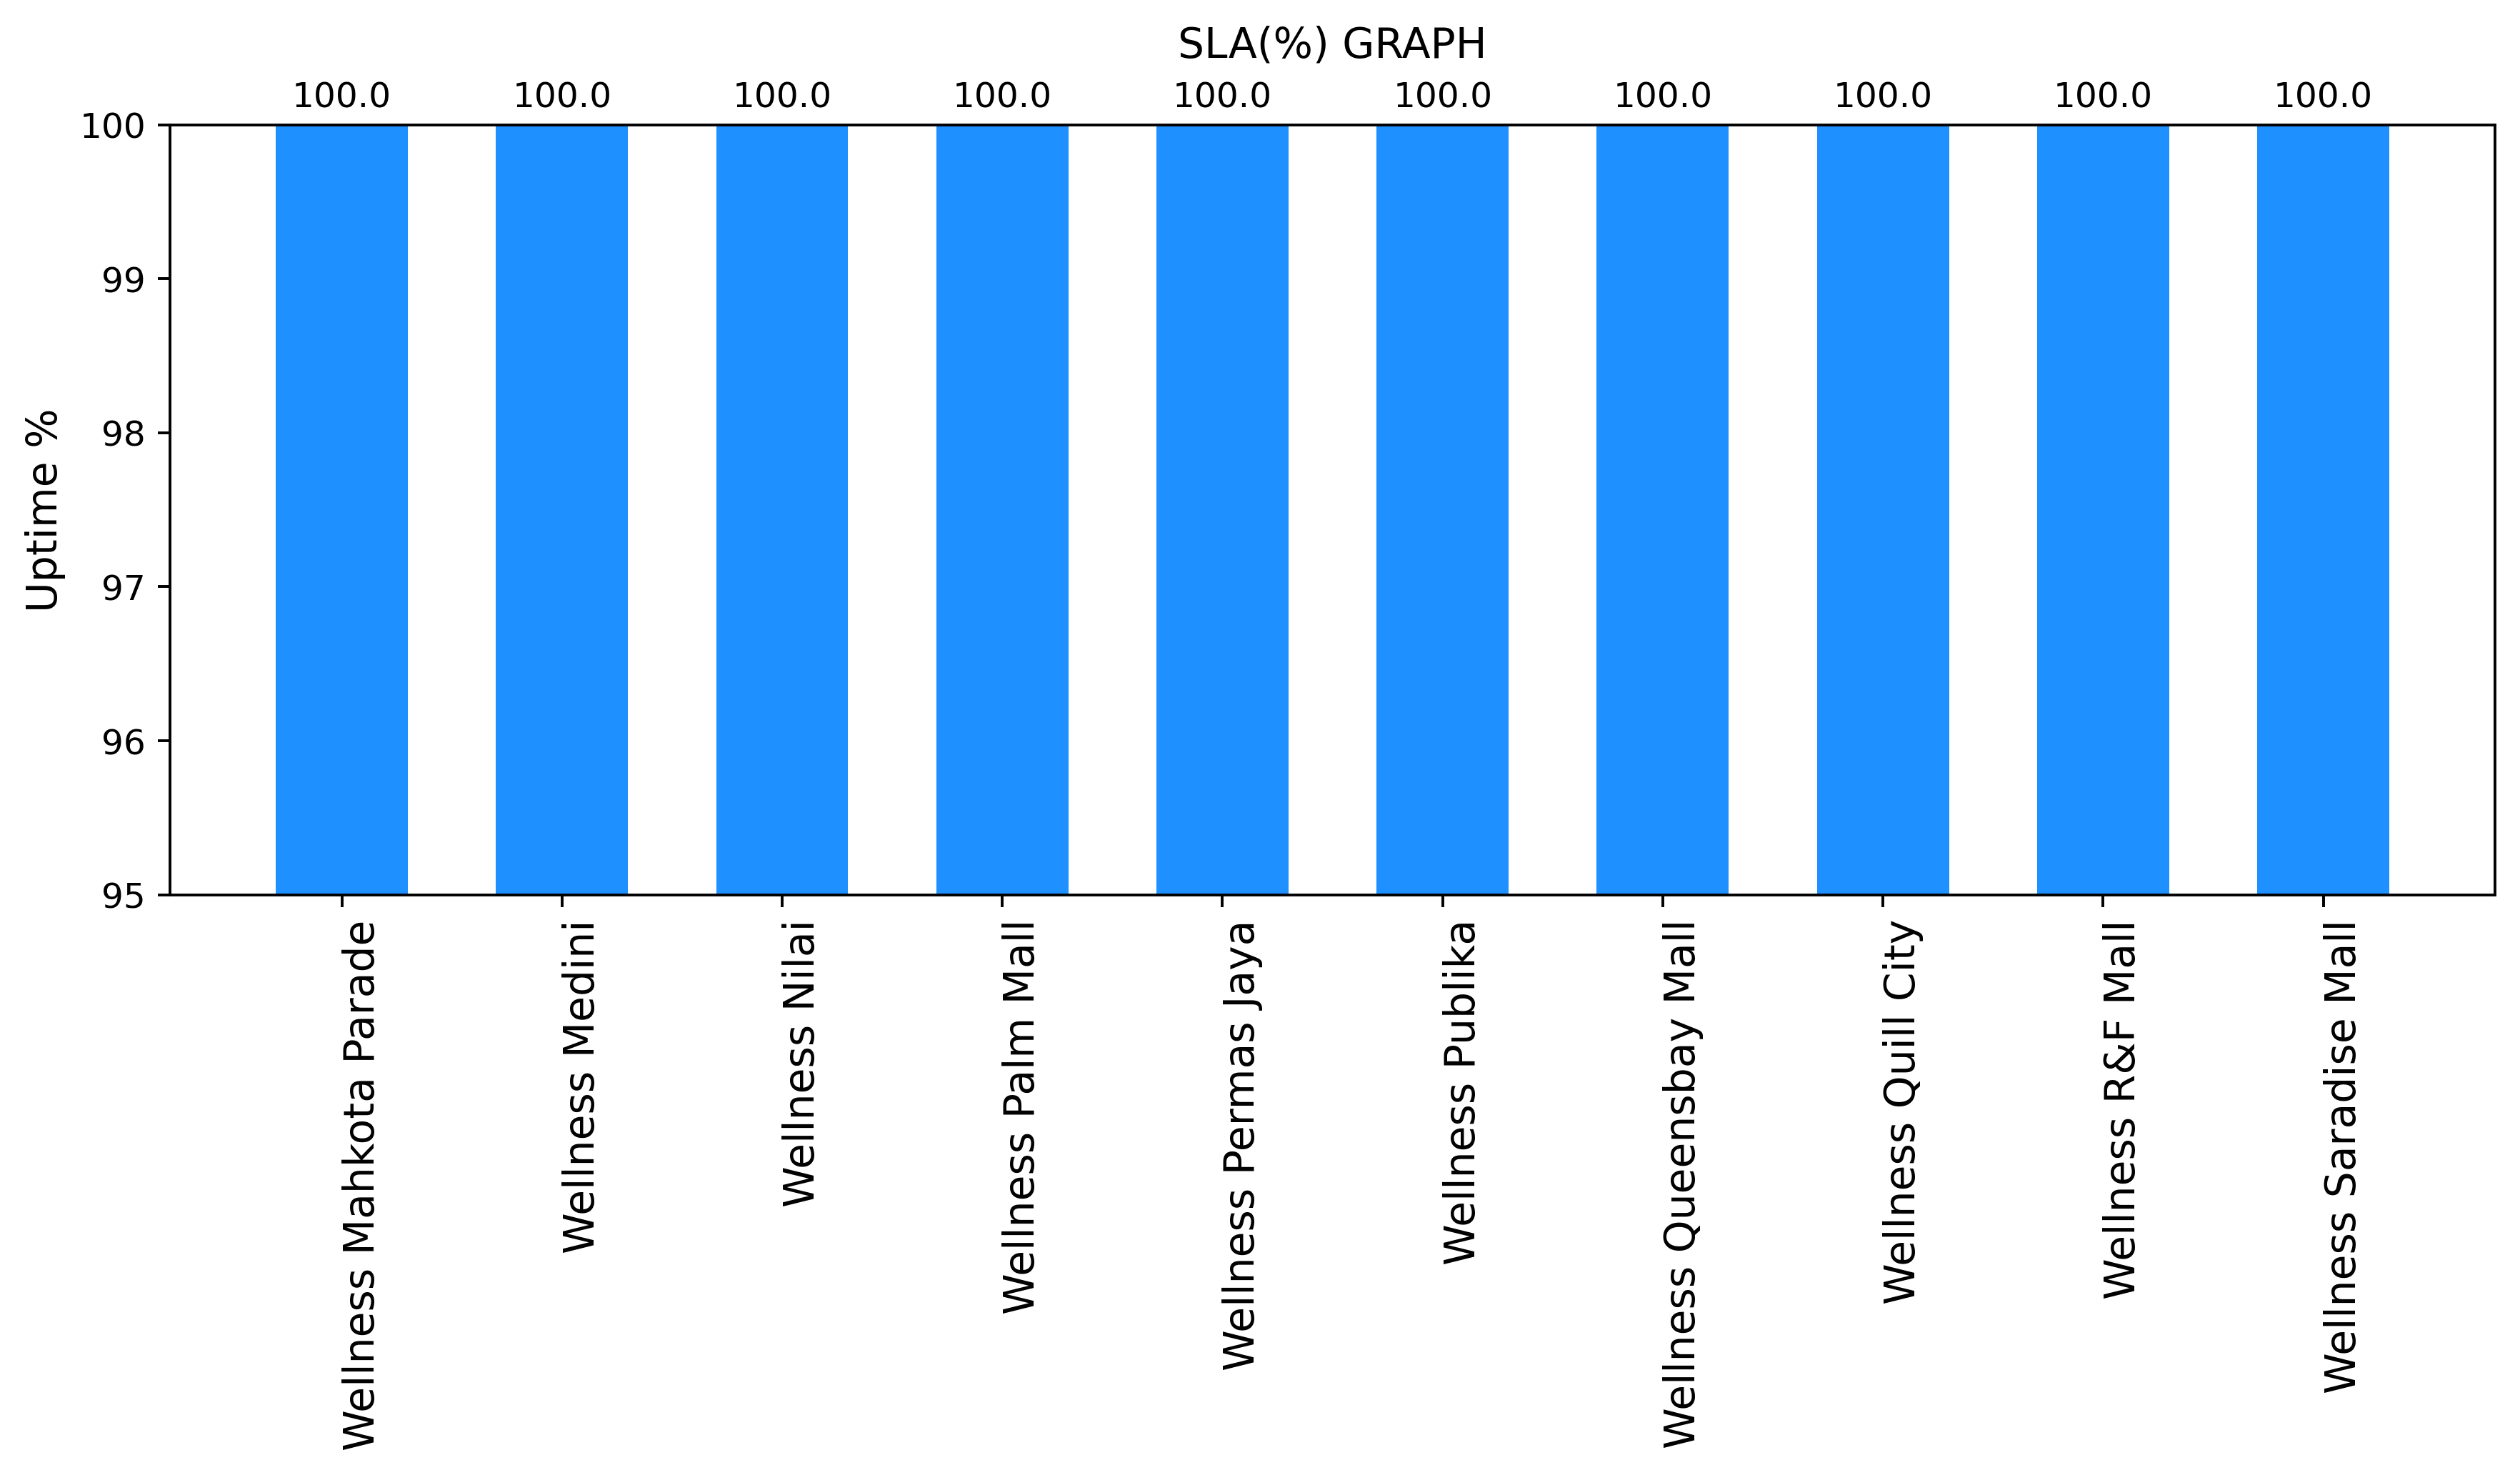 SLA(%) GRAPH
100.0 100.0 100.0 100.0 100.0 100.0 100.0 100.0 100.0 100.0
100
99
98
97
96
95
Uptime %
Wellness Mahkota Parade
Wellness Medini
Wellness Nilai
Wellness Palm Mall
Wellness Permas Jaya
Wellness Publika
Wellness Queensbay Mall
Wellness Quill City
Wellness R&F Mall
Wellness Saradise Mall